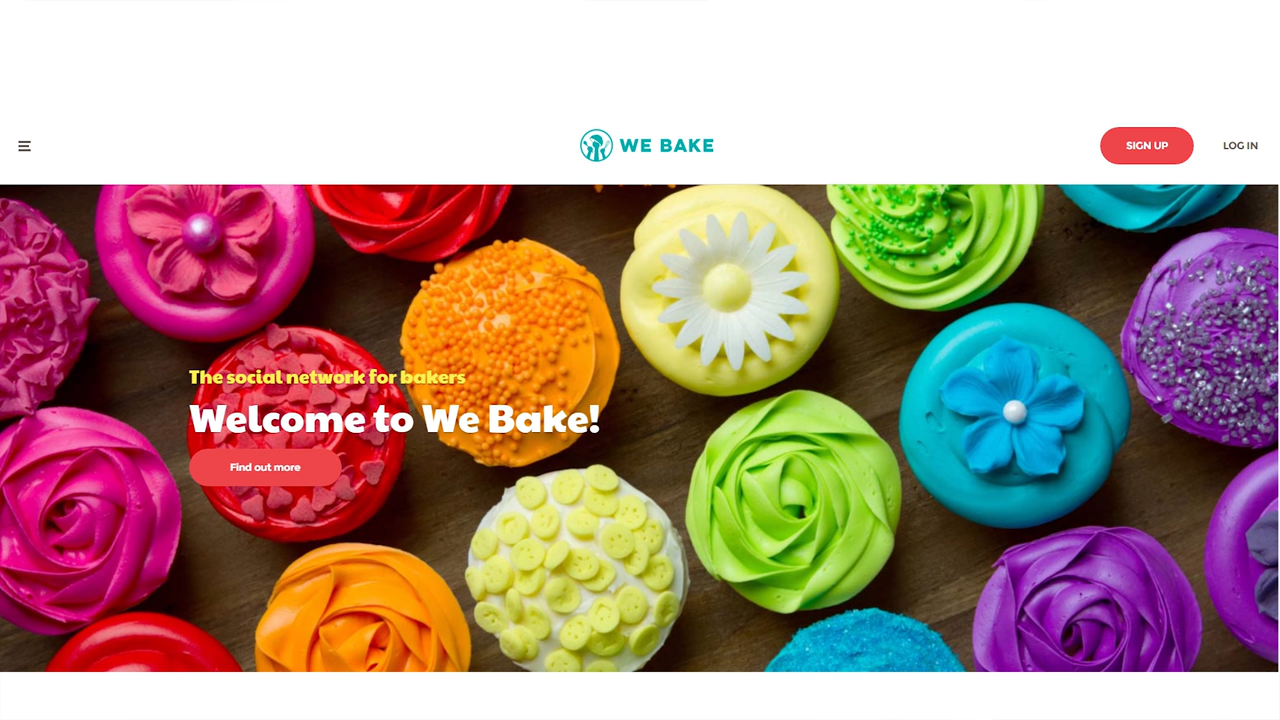 WE BAKE
SIGN UP
LOG IN
The social network for bakers
Welcome to We Bake!
Find out more